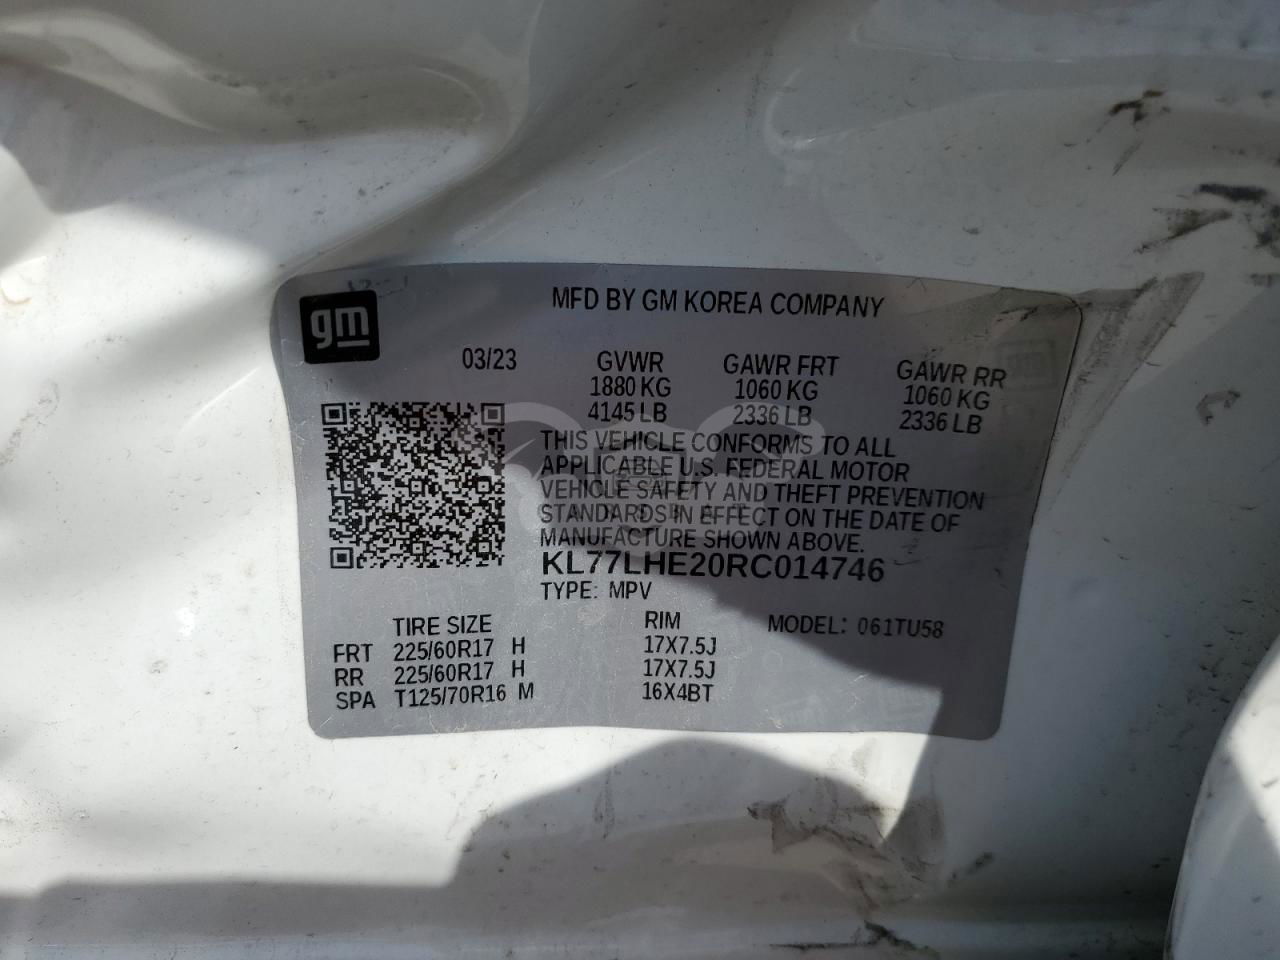 gm
MFD BY GM KOREA COMPANY
03/23 GVWR GAWR FRT GAWR RR
1880 KG 1060 KG 1060 KG
4145 LB 2336 LB 2336 LB
THIS VEHICLE CONFORMS TO ALL
APPLICABLE U.S. FEDERAL MOTOR
VEHICLE SAFETY AND THEFT PREVENTION
STANDARDS IN EFFECT ON THE DATE OF
MANUFACTURE SHOWN ABOVE.
KL77LHE20RC014746
TYPE: MPV
TIRE SIZE RIM MODEL: 061TU58
FRT 225/60R17 H 17X7.5J
RR 225/60R17 H 17X7.5J
SPA T125/70R16 M 16X4BT